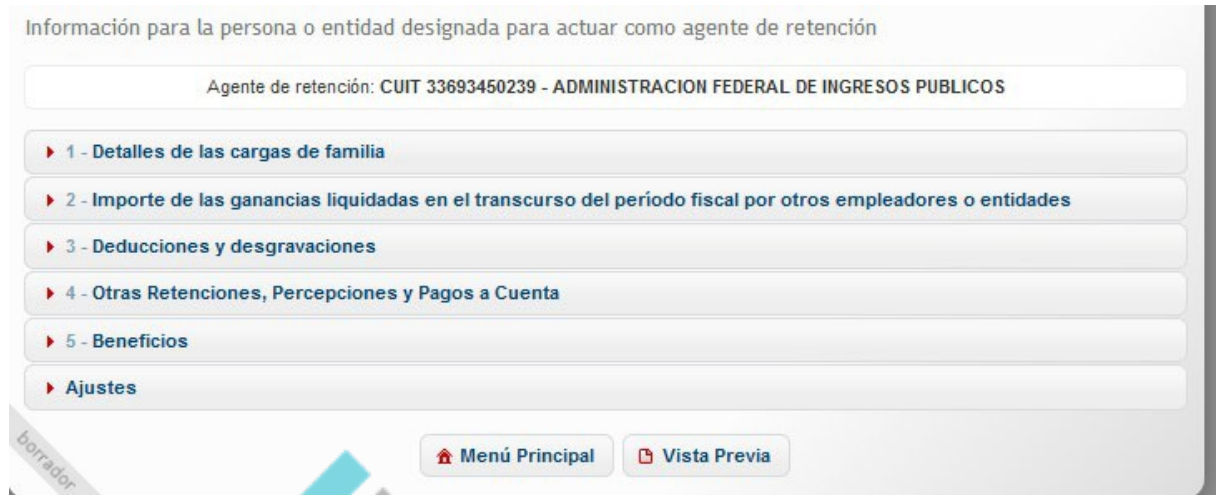 Información para la persona o entidad designada para actuar como agente de retención
Agente de retención: CUIT 33693450239 - ADMINISTRACION FEDERAL DE INGRESOS PUBLICOS
1 - Detalles de las cargas de familia
2 - Importe de las ganancias liquidadas en el transcurso del período fiscal por otros empleadores o entidades
3 - Deducciones y desgravaciones
4 - Otras Retenciones, Percepciones y Pagos a Cuenta
5 - Beneficios
Ajustes
borrador
Menú Principal
Vista Previa